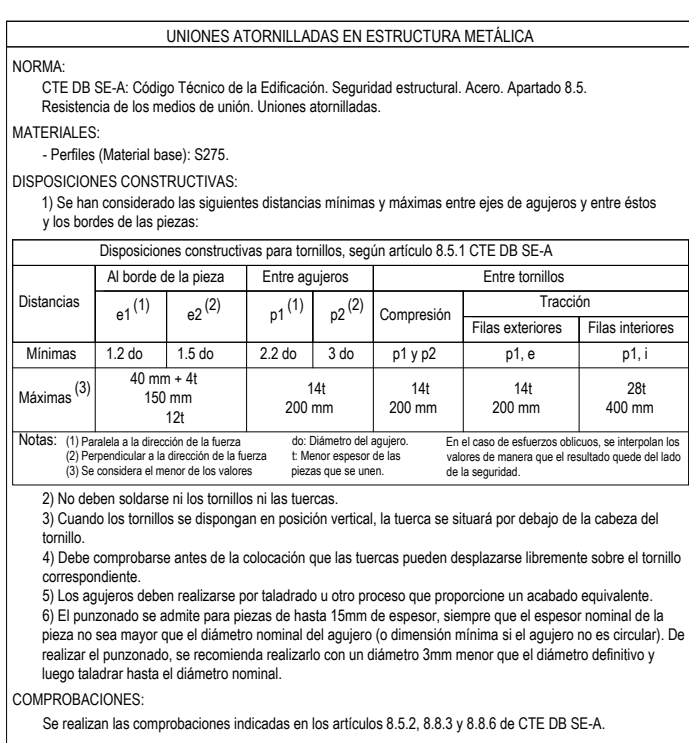 UNIONES ATORNILLADAS EN ESTRUCTURA METÁLICA
NORMA:
CTE DB SE-A: Código Técnico de la Edificación. Seguridad estructural. Acero. Apartado 8.5.
Resistencia de los medios de unión. Uniones atornilladas.
MATERIALES:
- Perfiles (Material base): S275.
DISPOSICIONES CONSTRUCTIVAS:
1) Se han considerado las siguientes distancias mínimas y máximas entre ejes de agujeros y entre éstos
y los bordes de las piezas:
Disposiciones constructivas para tornillos, según artículo 8.5.1 CTE DB SE-A
Distancias
Al borde de la pieza
Entre agujeros
Entre tornillos
e1 (1)
e2 (2)
p1 (1)
p2 (2)
Compresión
Tracción
Filas exteriores
Filas interiores
Mínimas
1.2 do
1.5 do
2.2 do
3 do
p1 y p2
p1, e
p1, i
Máximas (3)
40 mm + 4t
150 mm
12t
14t
200 mm
14t
200 mm
14t
200 mm
28t
400 mm
Notas:
(1) Paralela a la dirección de la fuerza
(2) Perpendicular a la dirección de la fuerza
(3) Se considera el menor de los valores
do: Diámetro del agujero.
t: Menor espesor de las
piezas que se unen.
En el caso de esfuerzos oblicuos, se interpolan los
valores de manera que el resultado quede del lado
de la seguridad.
2) No deben soldarse ni los tornillos ni las tuercas.
3) Cuando los tornillos se dispongan en posición vertical, la tuerca se situará por debajo de la cabeza del
tornillo.
4) Debe comprobarse antes de la colocación que las tuercas pueden desplazarse libremente sobre el tornillo
correspondiente.
5) Los agujeros deben realizarse por taladrado u otro proceso que proporcione un acabado equivalente.
6) El punzonado se admite para piezas de hasta 15mm de espesor, siempre que el espesor nominal de la
pieza no sea mayor que el diámetro nominal del agujero (o dimensión mínima si el agujero no es circular). De
realizar el punzonado, se recomienda realizarlo con un diámetro 3mm menor que el diámetro definitivo y
luego taladrar hasta el diámetro nominal.
COMPROBACIONES:
Se realizan las comprobaciones indicadas en los artículos 8.5.2, 8.8.3 y 8.8.6 de CTE DB SE-A.